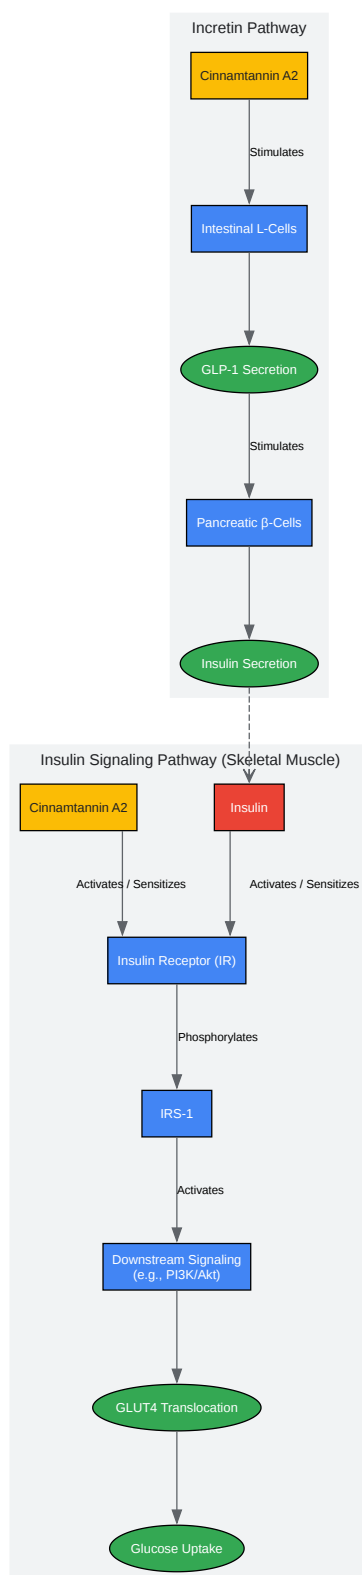 Incretin Pathway
Cinnamtannin A2
Stimulates
Intestinal L-Cells
GLP-1 Secretion
Stimulates
Pancreatic β-Cells
Insulin Secretion
Insulin Signaling Pathway (Skeletal Muscle)
Cinnamtannin A2
Insulin
Activates / Sensitizes
Activates / Sensitizes
Insulin Receptor (IR)
Phosphorylates
IRS-1
Activates
Downstream Signaling
(e.g., PI3K/Akt)
GLUT4 Translocation
Glucose Uptake